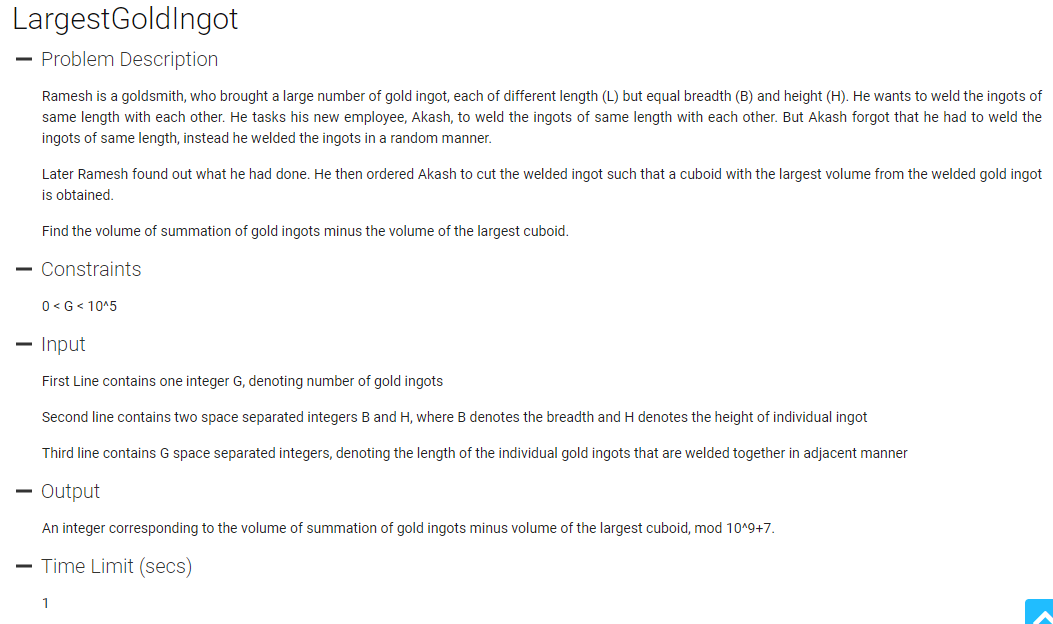 LargestGoldIngot
Problem Description
Ramesh is a goldsmith, who brought a large number of gold ingot, each of different length (L) but equal breadth (B) and height (H). He wants to weld the ingots of
same length with each other. He tasks his new employee, Akash, to weld the ingots of same length with each other. But Akash forgot that he had to weld the
ingots of same length, instead he welded the ingots in a random manner.
Later Ramesh found out what he had done. He then ordered Akash to cut the welded ingot such that a cuboid with the largest volume from the welded gold ingot
is obtained.
Find the volume of summation of gold ingots minus the volume of the largest cuboid.
Constraints
0 < G < 10^5
Input
First Line contains one integer G, denoting number of gold ingots
Second line contains two space separated integers B and H, where B denotes the breadth and H denotes the height of individual ingot
Third line contains G space separated integers, denoting the length of the individual gold ingots that are welded together in adjacent manner
Output
An integer corresponding to the volume of summation of gold ingots minus volume of the largest cuboid, mod 10^9+7.
Time Limit (secs)
1